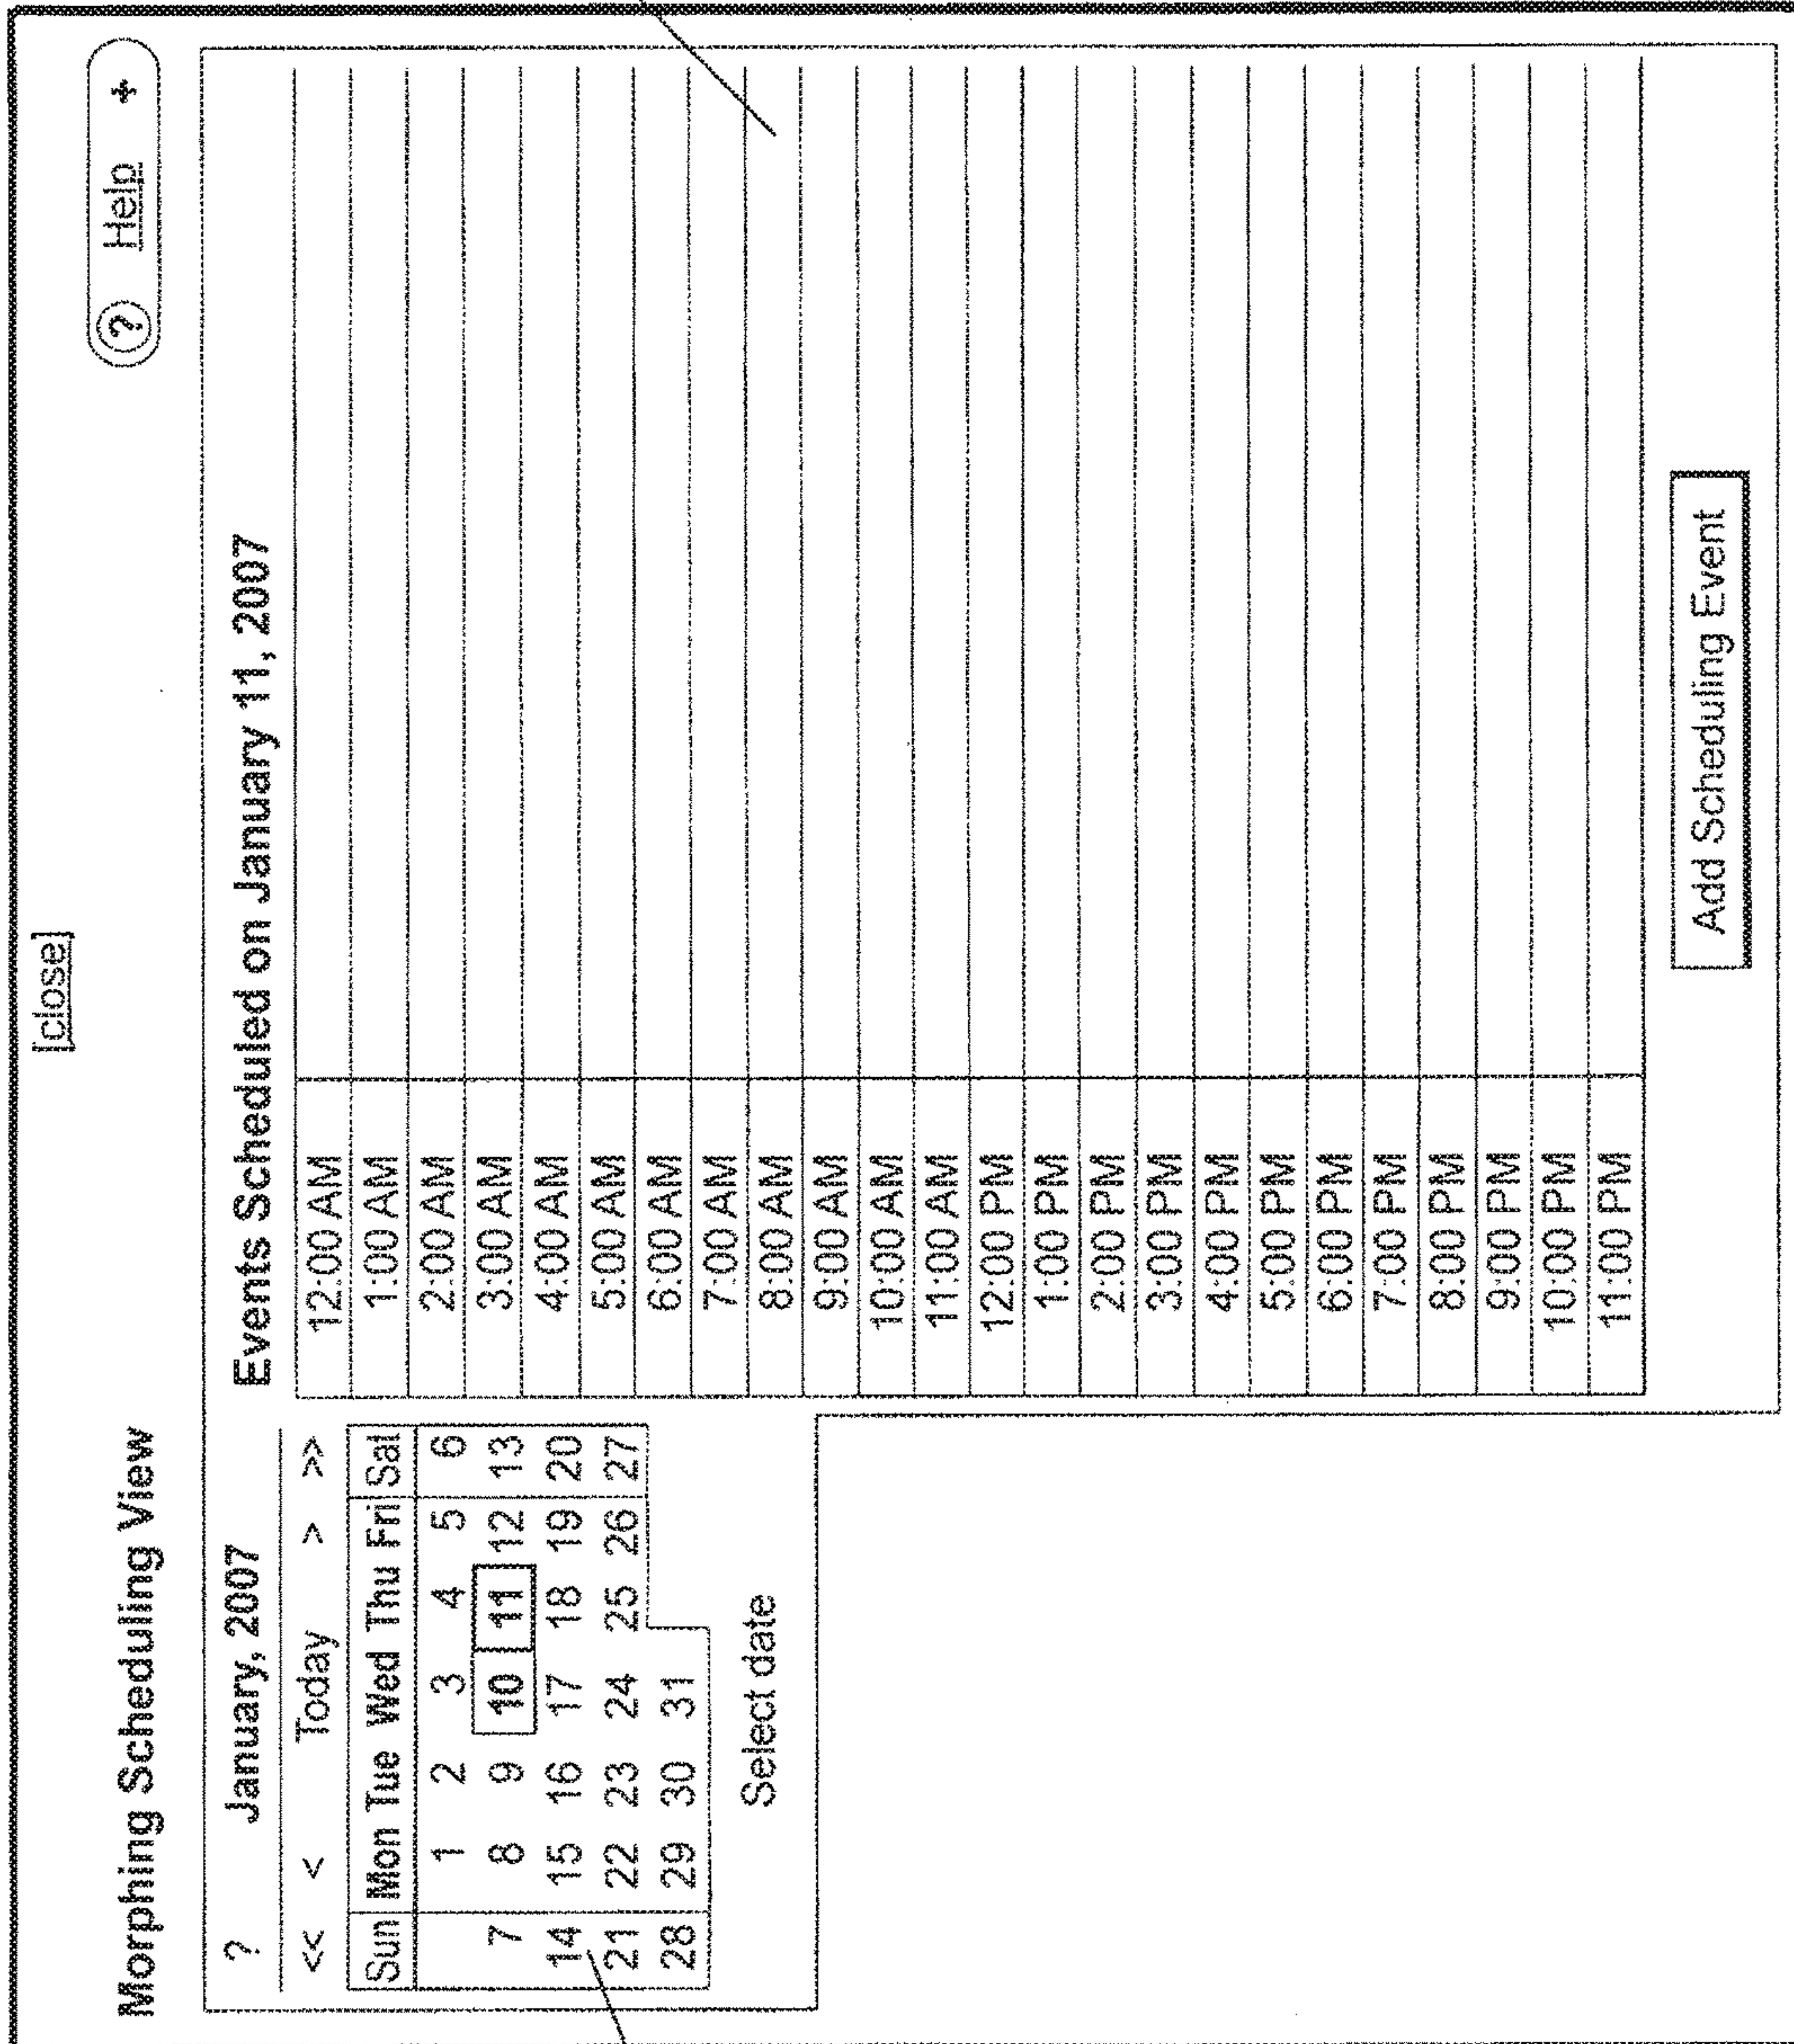 [close]
Morphing Scheduling View
? Help +
? January, 2007
<< < Today > >>
Sun Mon Tue Wed Thu Fri Sat
1 2 3 4 5 6
7 8 9 10 11 12 13
14 15 16 17 18 19 20
21 22 23 24 25 26 27
28 29 30 31
Select date
Events Scheduled on January 11, 2007
12:00 AM
1:00 AM
2:00 AM
3:00 AM
4:00 AM
5:00 AM
6:00 AM
7:00 AM
8:00 AM
9:00 AM
10:00 AM
11:00 AM
12:00 PM
1:00 PM
2:00 PM
3:00 PM
4:00 PM
5:00 PM
6:00 PM
7:00 PM
8:00 PM
9:00 PM
10:00 PM
11:00 PM
Add Scheduling Event